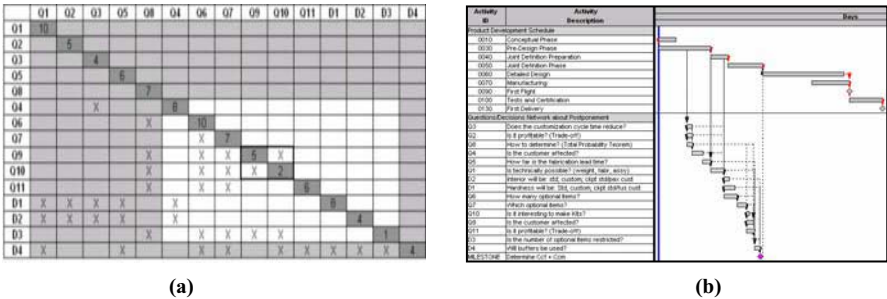 Q1 Q2 Q3 Q5 Q8 Q4 Q6 Q7 Q9 Q10 Q11 D1 D2 D3 D4
Q1 10
Q2 5
Q3 4
Q5 6
Q8 7
Q4 X 8
Q6 X 10
Q7 X 7
Q9 X X X 5 X
Q10 X X X 2
Q11 X X X 6
D1 X X X X X
D2 X X X X X 4
D3 X X X X X 1
D4 X X X X X X X X X 4
Activity ID Activity Description Days
Product Development Schedule
0010 Conceptual Phase
0030 Pre-Design Phase
0040 Joint Definition Preparation
0050 Joint Definition Phase
0060 Detailed Design
0070 Manufacturing
0090 First Flight
0100 Tests and Certification
0130 First Delivery
Questions/Decisions Network about Postponement
Q3 Does the customization cycle time reduce?
Q2 Is it profitable? (Trade-off)
Q8 How to determine? (Total Probability Teorem)
Q4 Is the customer affected?
Q5 How far is the fabrication lead time?
Q1 Is technically possible? (weight, fabr, assy)
D2 Interior will be: std, custom, ckpt std/sec cust
D1 Hardness will be: Std, custom, ckpt std/fus cust
Q6 How many optional items?
Q7 Which optional items?
Q10 Is it interesting to make Kits?
Q9 Is the customer affected?
Q11 Is it profitable? (Trade-off)
D3 Is the number of optional items restricted?
D4 Will buffers be used?
MILESTONE Determine Ccf + Ccm
(a)
(b)